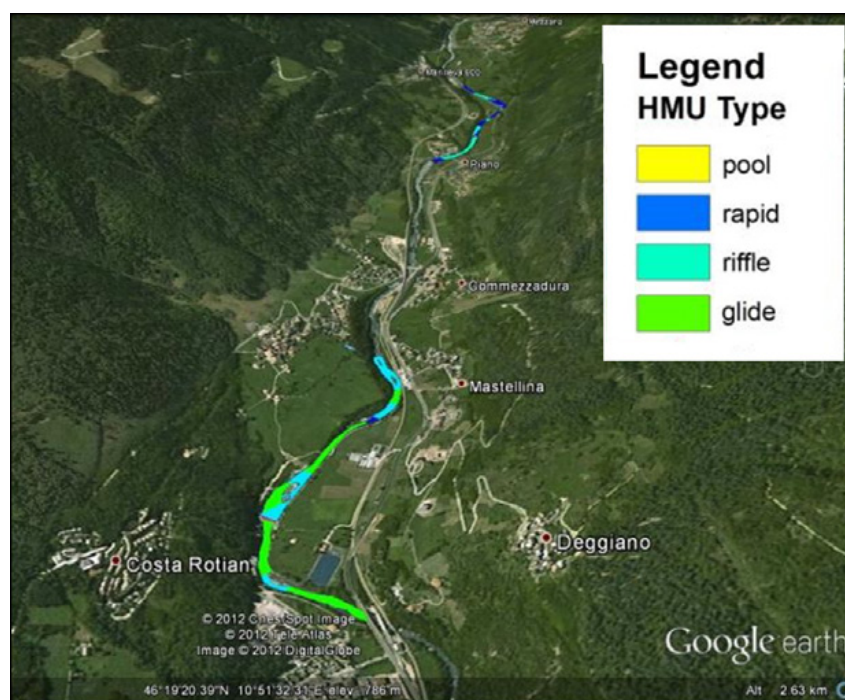 Mezzana
Legend
HMU Type
pool
rapid
riffle
glide
Piano
Commezzadura
Mastellina
Deggiano
Costa Rotian
© 2012 Cnes/Spot Image
© 2012 Tele Atlas
Image © 2012 DigitalGlobe
Google earth
46°19'20.39"N 10°51'32.31"E elev 786 m
Alt 2.63 km